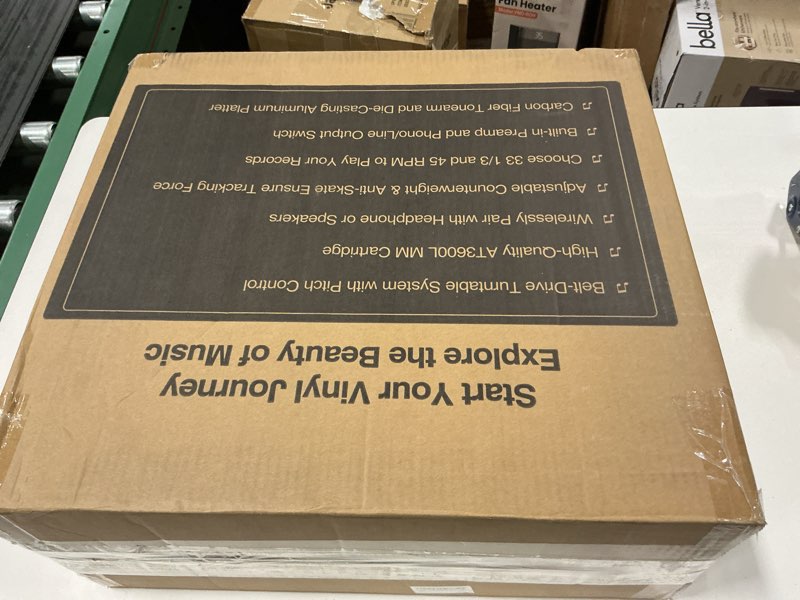 Start Your Vinyl Journey
Explore the Beauty of Music
♫ Belt-Drive Turntable System with Pitch Control
♫ High-Quality AT3600L MM Cartridge
♫ Wirelessly Pair with Headphone or Speakers
♫ Adjustable Counterweight & Anti-Skate Ensure Tracking Force
♫ Choose 33 1/3 and 45 RPM to Play Your Records
♫ Built-in Preamp and Phono/Line Output Switch
♫ Carbon Fiber Tonearm and Die-Casting Aluminum Platter
Fan Heater
bella